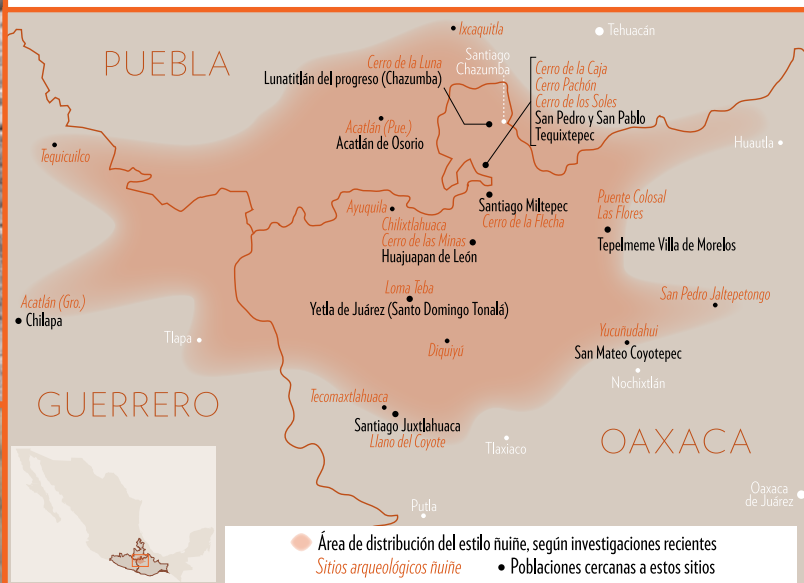 Ixcaquitla
Tehuacán
PUEBLA
Cerro de la Luna
Lunatitlán del progreso (Chazumba)
Santiago
Chazumba
Cerro de la Caja
Cerro Pachón
Cerro de los Soles
San Pedro y San Pablo
Tequixtepec
Acatlán (Pue.)
Acatlán de Osorio
Tequicuilco
Huautla
Ayuquila
Santiago Miltepec
Cerro de la Flecha
Puente Colosal
Las Flores
Tepelmeme Villa de Morelos
Chilixtlahuaca
Cerro de las Minas
Huajuapan de León
Acatlán (Gro.)
Chilapa
Loma Teba
Yetla de Juárez (Santo Domingo Tonalá)
San Pedro Jaltepetongo
Tlapa
Diquiyú
Yucuñudahui
San Mateo Coyotepec
Nochixtlán
GUERRERO
Tecomaxtlahuaca
Santiago Juxtlahuaca
Llano del Coyote
Tlaxiaco
OAXACA
Putla
Oaxaca
de Juárez
Área de distribución del estilo ñuiñe, según investigaciones recientes
Sitios arqueológicos ñuiñe
• Poblaciones cercanas a estos sitios